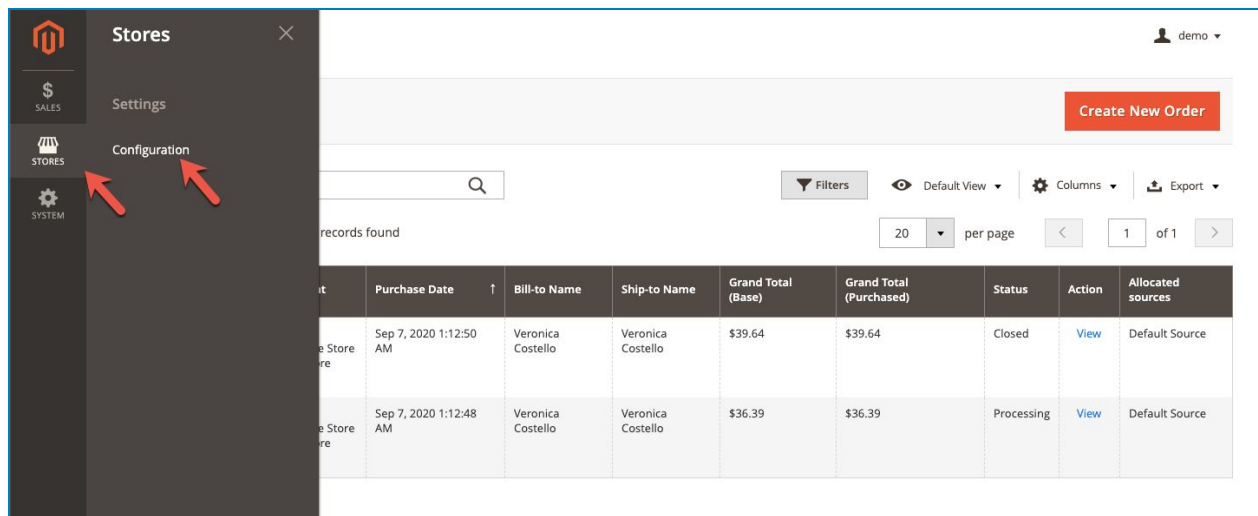 Stores
demo
SALES
Settings
Create New Order
Configuration
STORES
Filters
Default View
Columns
Export
SYSTEM
records found
20
per page
1
of 1
Purchase Date ↑
Bill-to Name
Ship-to Name
Grand Total
(Base)
Grand Total
(Purchased)
Status
Action
Allocated
sources
Sep 7, 2020 1:12:50
AM
Veronica
Costello
Veronica
Costello
$39.64
$39.64
Closed
View
Default Source
Store
Sep 7, 2020 1:12:48
AM
Veronica
Costello
Veronica
Costello
$36.39
$36.39
Processing
View
Default Source
Store